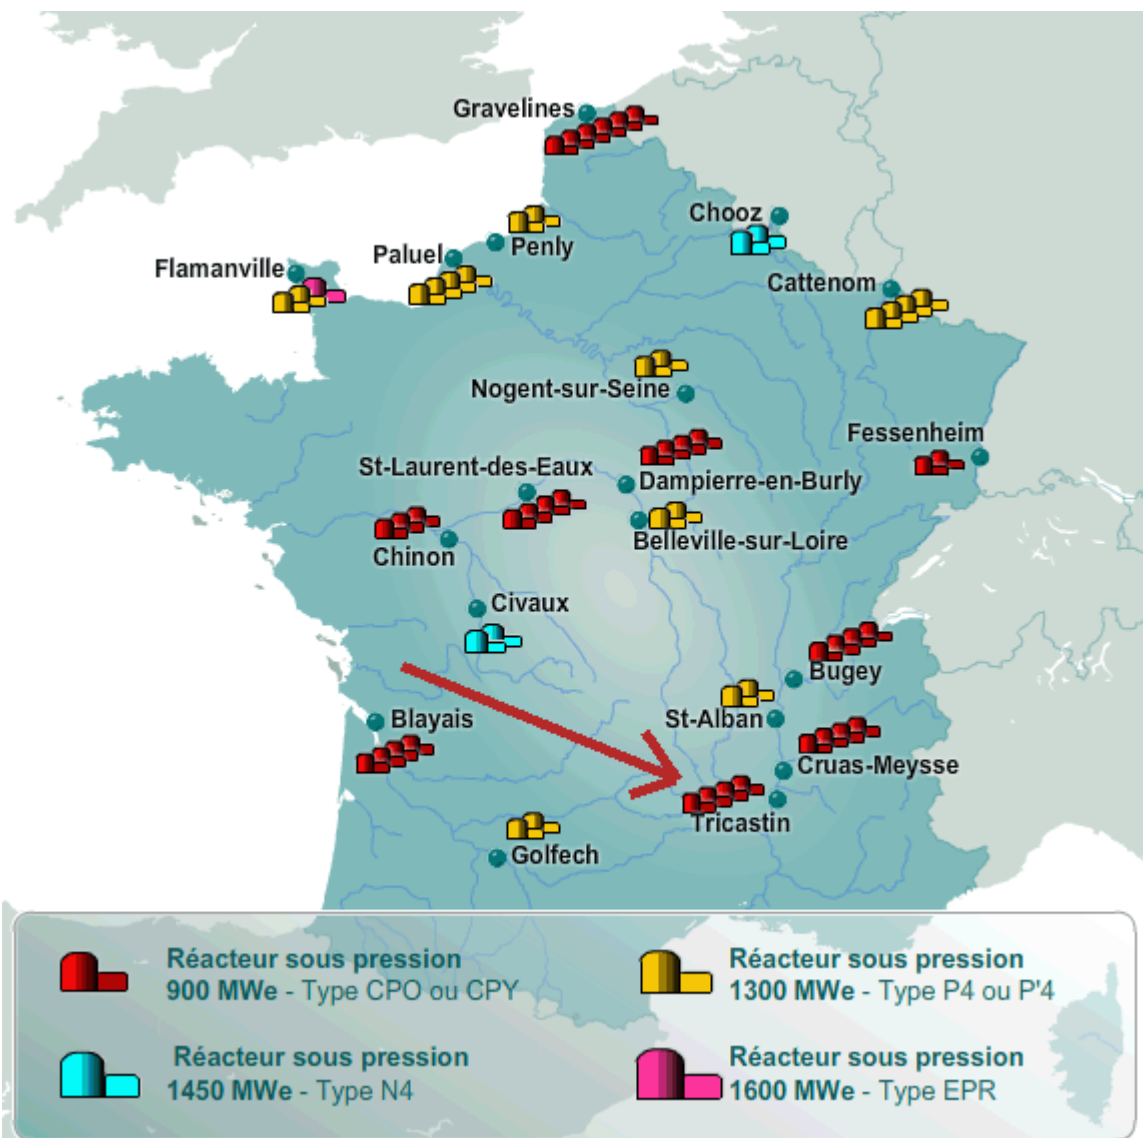 Gravelines
Chooz
Penly
Paluel
Flamanville
Cattenom
Nogent-sur-Seine
Fessenheim
St-Laurent-des-Eaux
Dampierre-en-Burly
Belleville-sur-Loire
Chinon
Civaux
Bugey
St-Alban
Blayais
Cruas-Meysse
Tricastin
Golfech
Réacteur sous pression
900 MWe - Type CPO ou CPY
Réacteur sous pression
1300 MWe - Type P4 ou P'4
Réacteur sous pression
1450 MWe - Type N4
Réacteur sous pression
1600 MWe - Type EPR